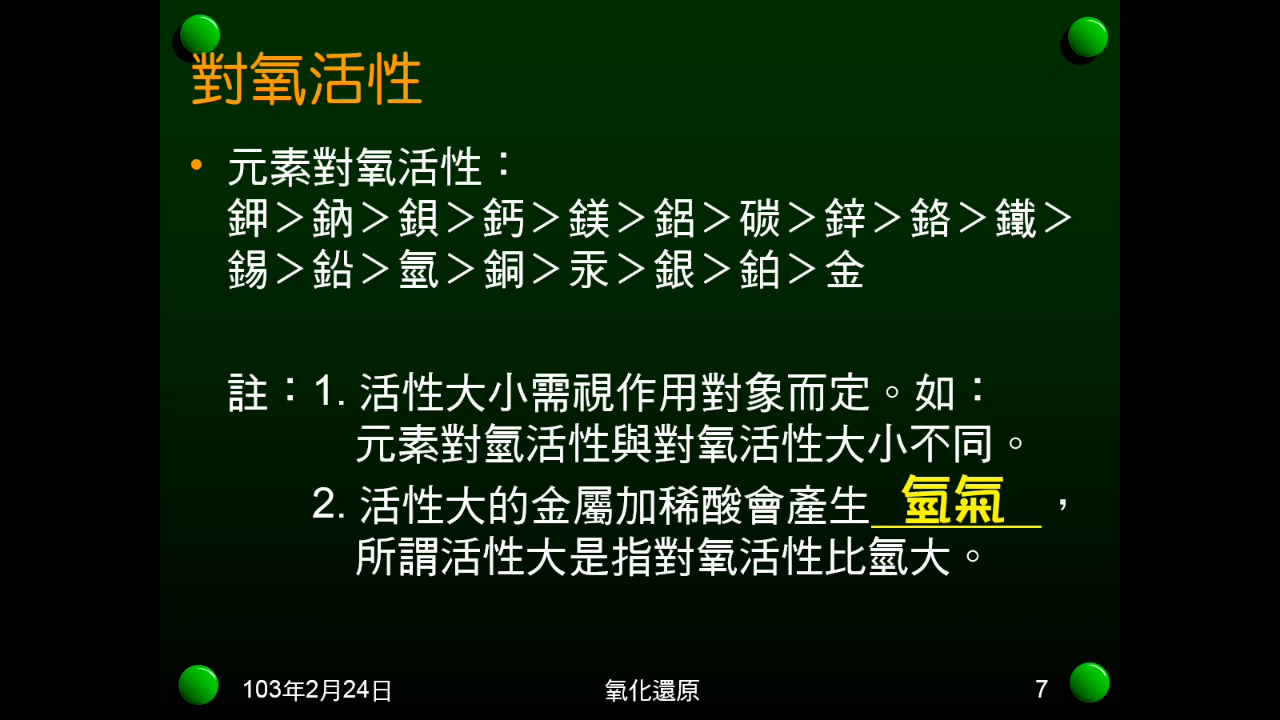 對氧活性
• 元素對氧活性：
鉀＞鈉＞鋇＞鈣＞鎂＞鋁＞碳＞鋅＞鉻＞鐵＞
錫＞鉛＞氫＞銅＞汞＞銀＞鉑＞金
註：1. 活性大小需視作用對象而定。如：
元素對氫活性與對氧活性大小不同。
2. 活性大的金屬加稀酸會產生 氫氣 ，
所謂活性大是指對氧活性比氫大。
103年2月24日
氧化還原
7